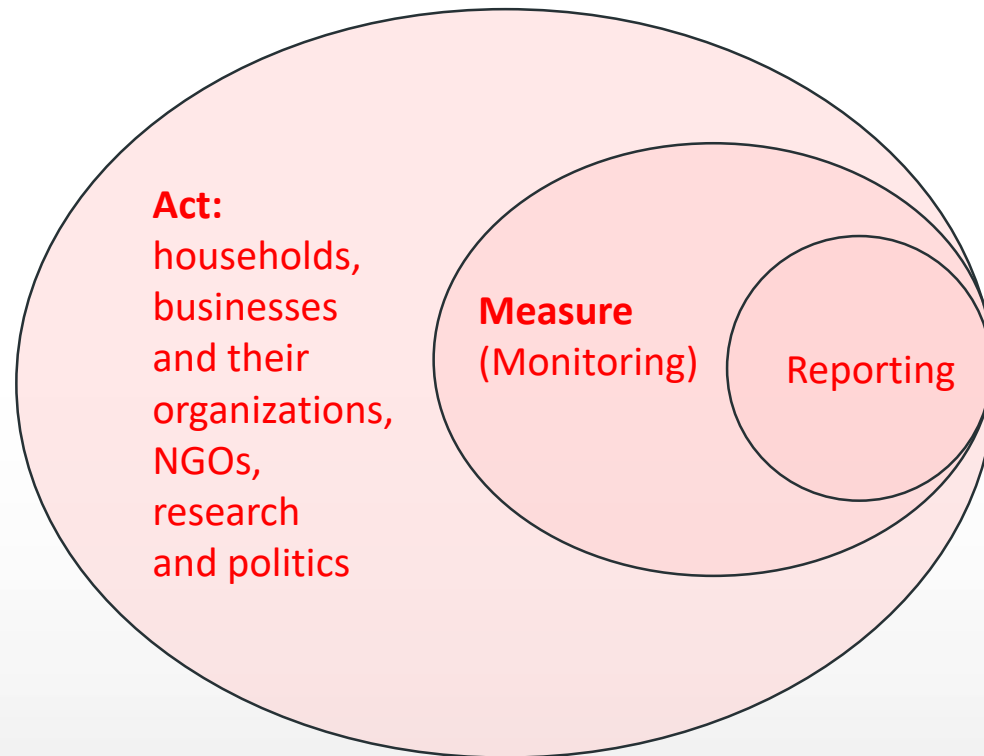 Act:
households,
businesses
and their
organizations,
NGOs,
research
and politics
Measure
(Monitoring)
Reporting